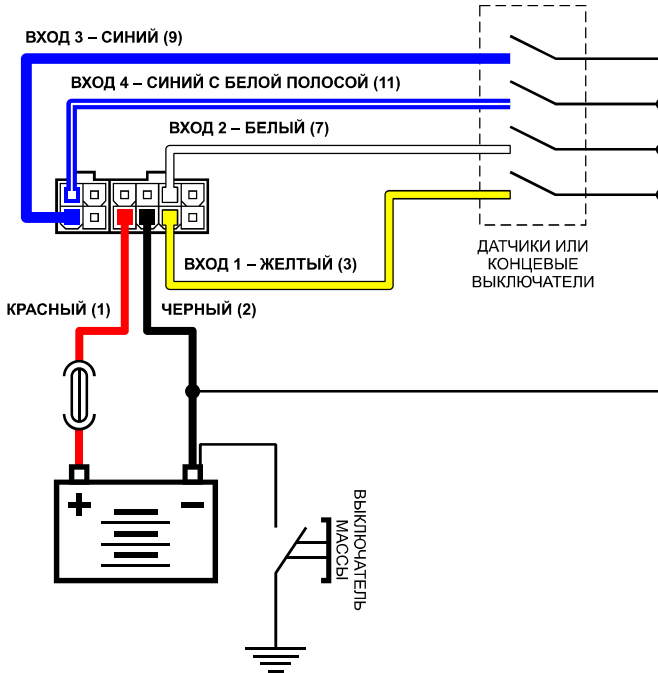 ВХОД 3 – СИНИЙ (9)
ВХОД 4 – СИНИЙ С БЕЛОЙ ПОЛОСОЙ (11)
ВХОД 2 – БЕЛЫЙ (7)
ДАТЧИКИ ИЛИ
КОНЦЕВЫЕ
ВЫКЛЮЧАТЕЛИ
ВХОД 1 – ЖЕЛТЫЙ (3)
КРАСНЫЙ (1)
ЧЕРНЫЙ (2)
+
–
ВЫКЛЮЧАТЕЛЬ
МАССЫ